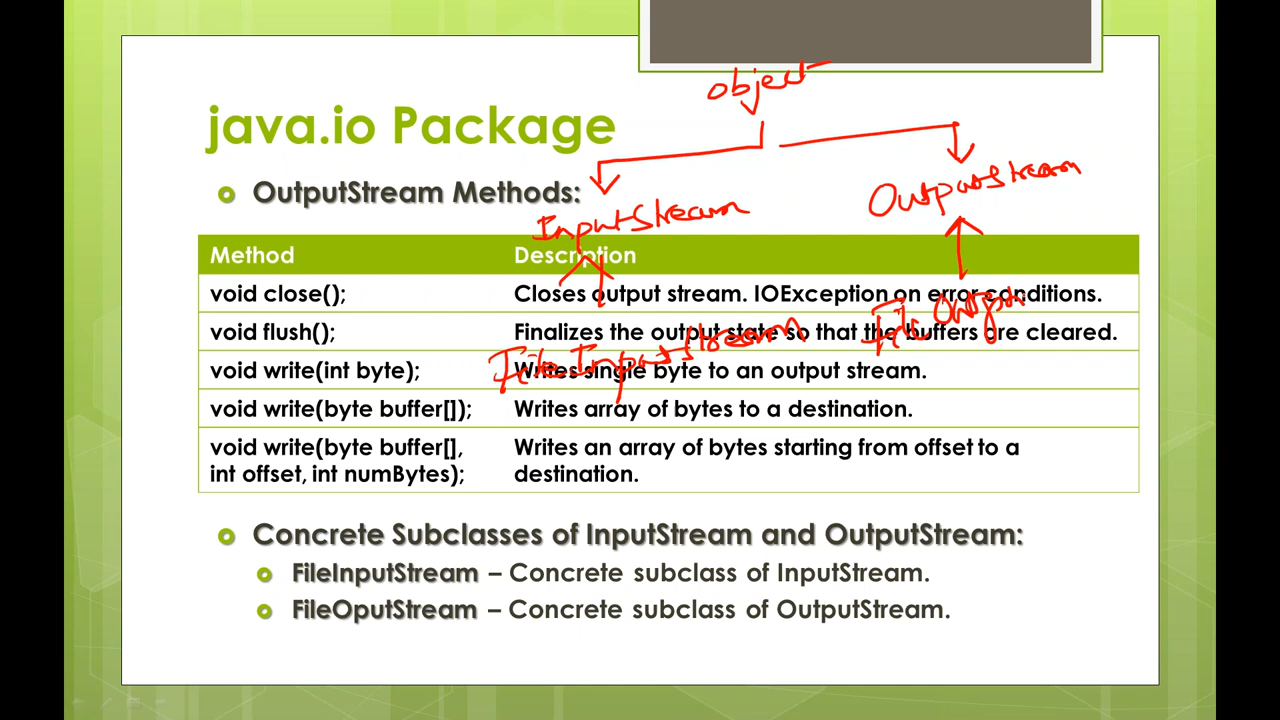 object
java.io Package
OutputStream Methods:
InputStream
OutputStream
Method Description
void close(); Closes output stream. IOException on error conditions.
void flush(); Finalizes the output state so that the buffers are cleared.
File Output
FileInputStream
void write(int byte); Writes single byte to an output stream.
void write(byte buffer[]); Writes array of bytes to a destination.
void write(byte buffer[], Writes an array of bytes starting from offset to a
int offset, int numBytes); destination.
Concrete Subclasses of InputStream and OutputStream:
FileInputStream – Concrete subclass of InputStream.
FileOputStream – Concrete subclass of OutputStream.